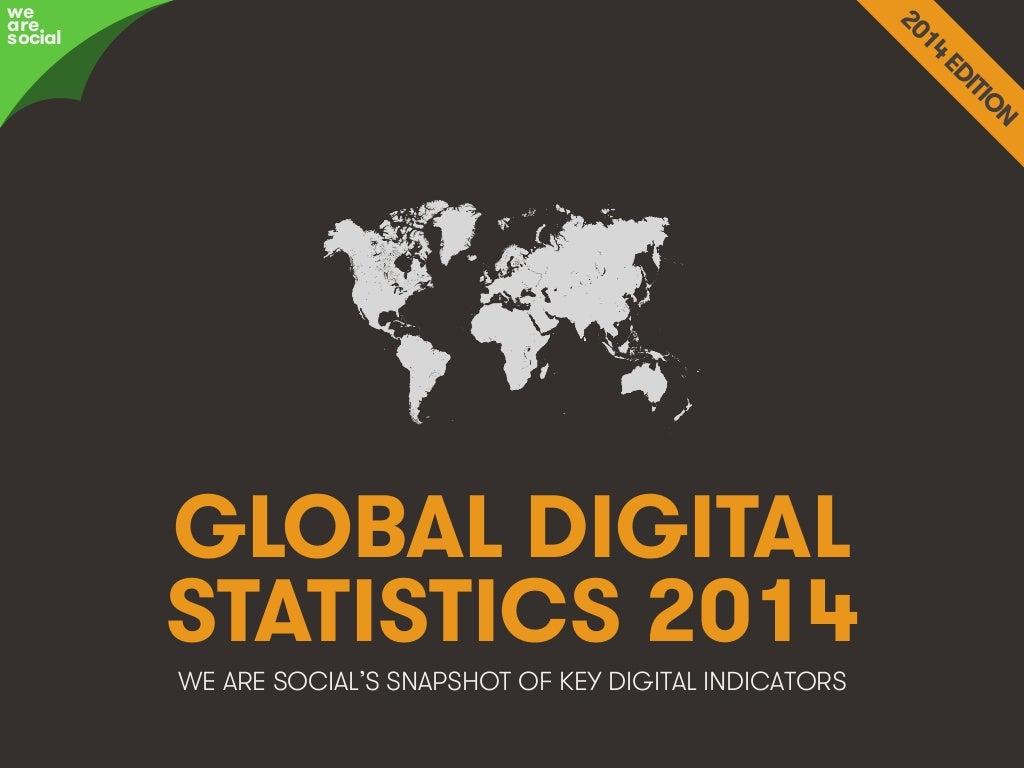 we
are.
social
2014 EDITION
GLOBAL DIGITAL
STATISTICS 2014
WE ARE SOCIAL'S SNAPSHOT OF KEY DIGITAL INDICATORS